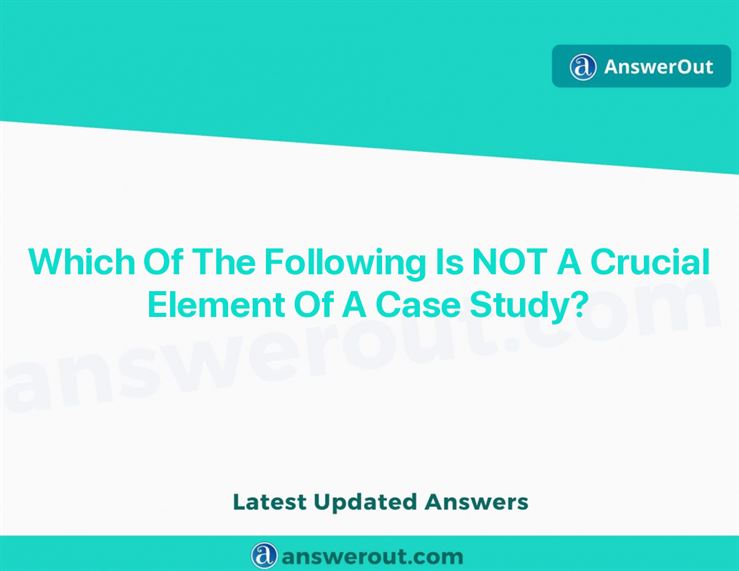 AnswerOut
Which Of The Following Is NOT A Crucial
Element Of A Case Study?
answerout.com
Latest Updated Answers
answerout.com